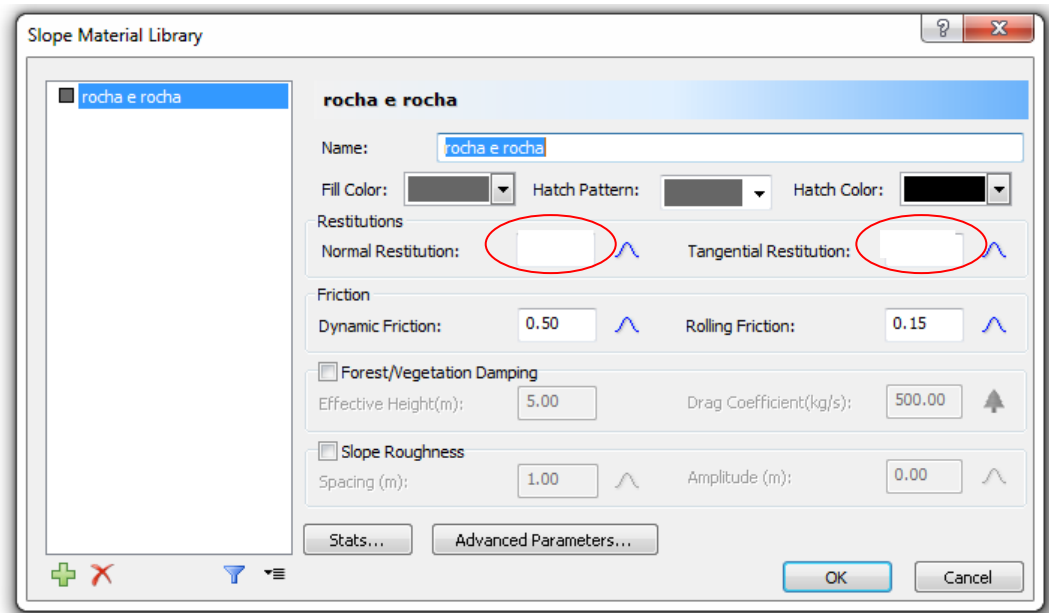 Slope Material Library
rocha e rocha
rocha e rocha
Name: rocha e rocha
Fill Color: Hatch Pattern: Hatch Color:
Restitutions
Normal Restitution: Tangential Restitution:
Friction
Dynamic Friction: 0.50 Rolling Friction: 0.15
Forest/Vegetation Damping
Effective Height(m): 5.00 Drag Coefficient(kg/s): 500.00
Slope Roughness
Spacing (m): 1.00 Amplitude (m): 0.00
Stats... Advanced Parameters...
OK Cancel